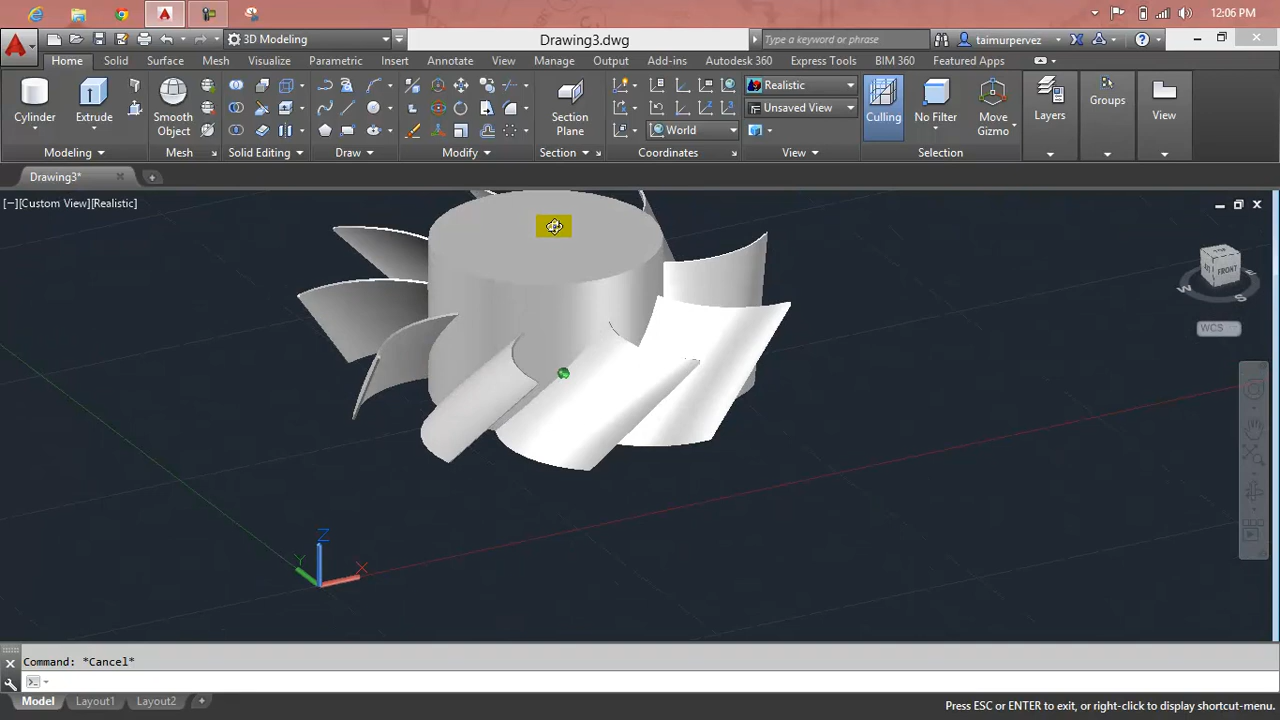 12:06 PM
3D Modeling
Drawing3.dwg
Type a keyword or phrase
taimurpervez
Home
Solid
Surface
Mesh
Visualize
Parametric
Insert
Annotate
View
Manage
Output
Add-ins
Autodesk 360
Express Tools
BIM 360
Featured Apps
Cylinder
Extrude
Smooth
Object
Section
Plane
World
Realistic
Unsaved View
Culling
No Filter
Move
Gizmo
Layers
Groups
View
Modeling
Mesh
Solid Editing
Draw
Modify
Section
Coordinates
View
Selection
Drawing3*
[−][Custom View][Realistic]
TOP
FRONT
W
S
E
WCS
Z
Y
X
Command: *Cancel*
Model
Layout1
Layout2
Press ESC or ENTER to exit, or right-click to display shortcut-menu.